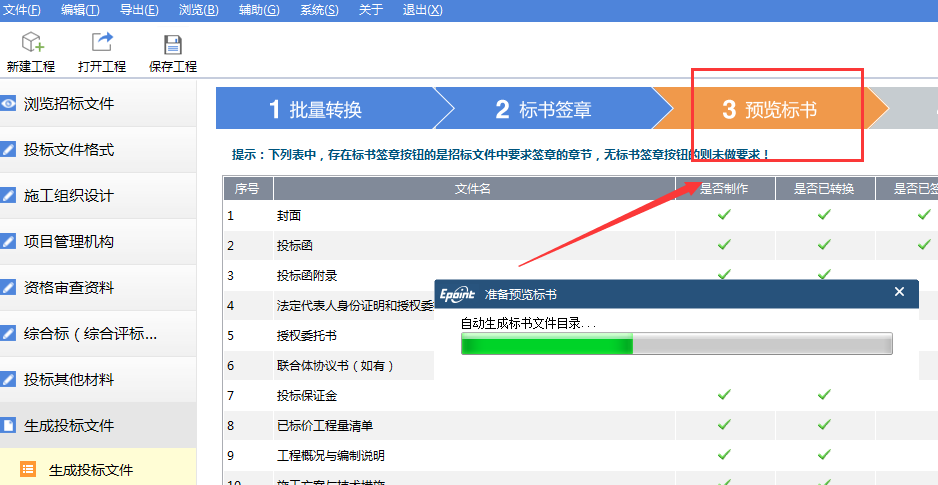 文件(F) 编辑(T) 导出(E) 浏览(B) 辅助(G) 系统(S) 关于 退出(X)
新建工程 打开工程 保存工程
浏览招标文件
投标文件格式
施工组织设计
项目管理机构
资格审查资料
综合标（综合评标...
投标其他材料
生成投标文件
生成投标文件
1 批量转换 2 标书签章 3 预览标书
提示：下列表中，存在标书签章按钮的是招标文件中要求签章的章节，无标书签章按钮的则未做要求！
序号 文件名 是否制作 是否已转换 是否已签
1 封面
2 投标函
3 投标函附录
4 法定代表人身份证明和授权委
5 授权委托书
6 联合体协议书（如有）
7 投标保证金
8 已标价工程量清单
9 工程概况与编制说明
10 施工方案与技术措施
Epoint 准备预览标书
自动生成标书文件目录...